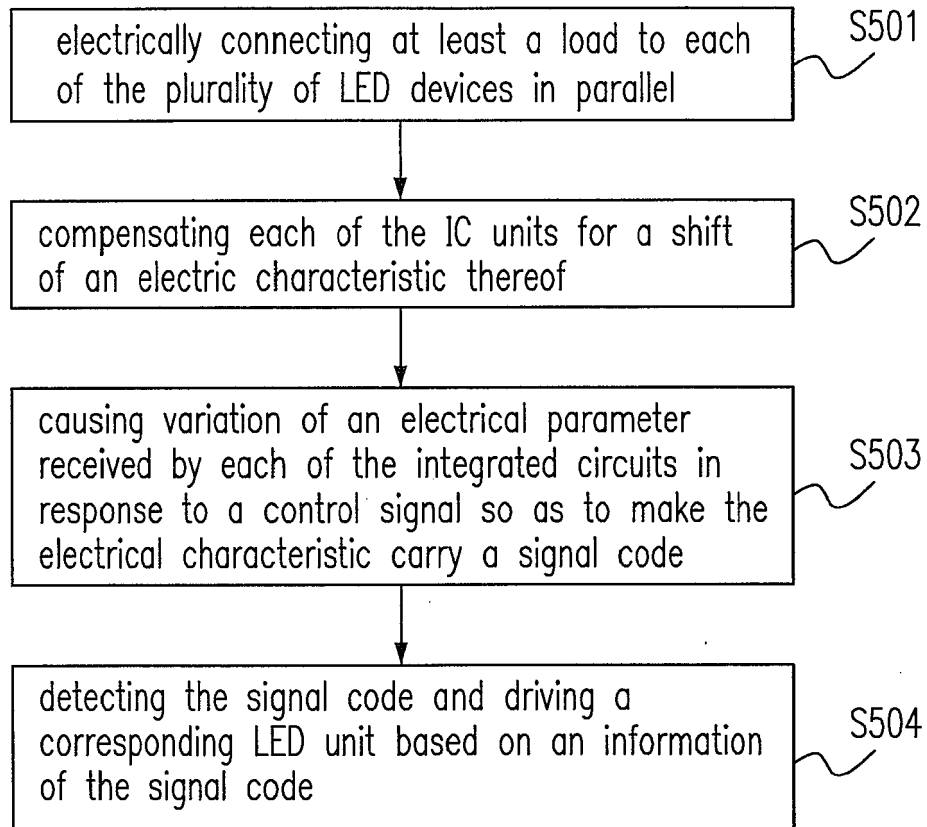 electrically connecting at least a load to each
of the plurality of LED devices in parallel
S501
compensating each of the IC units for a shift
of an electric characteristic thereof
S502
causing variation of an electrical parameter
received by each of the integrated circuits in
response to a control signal so as to make the
electrical characteristic carry a signal code
S503
detecting the signal code and driving a
corresponding LED unit based on an information
of the signal code
S504